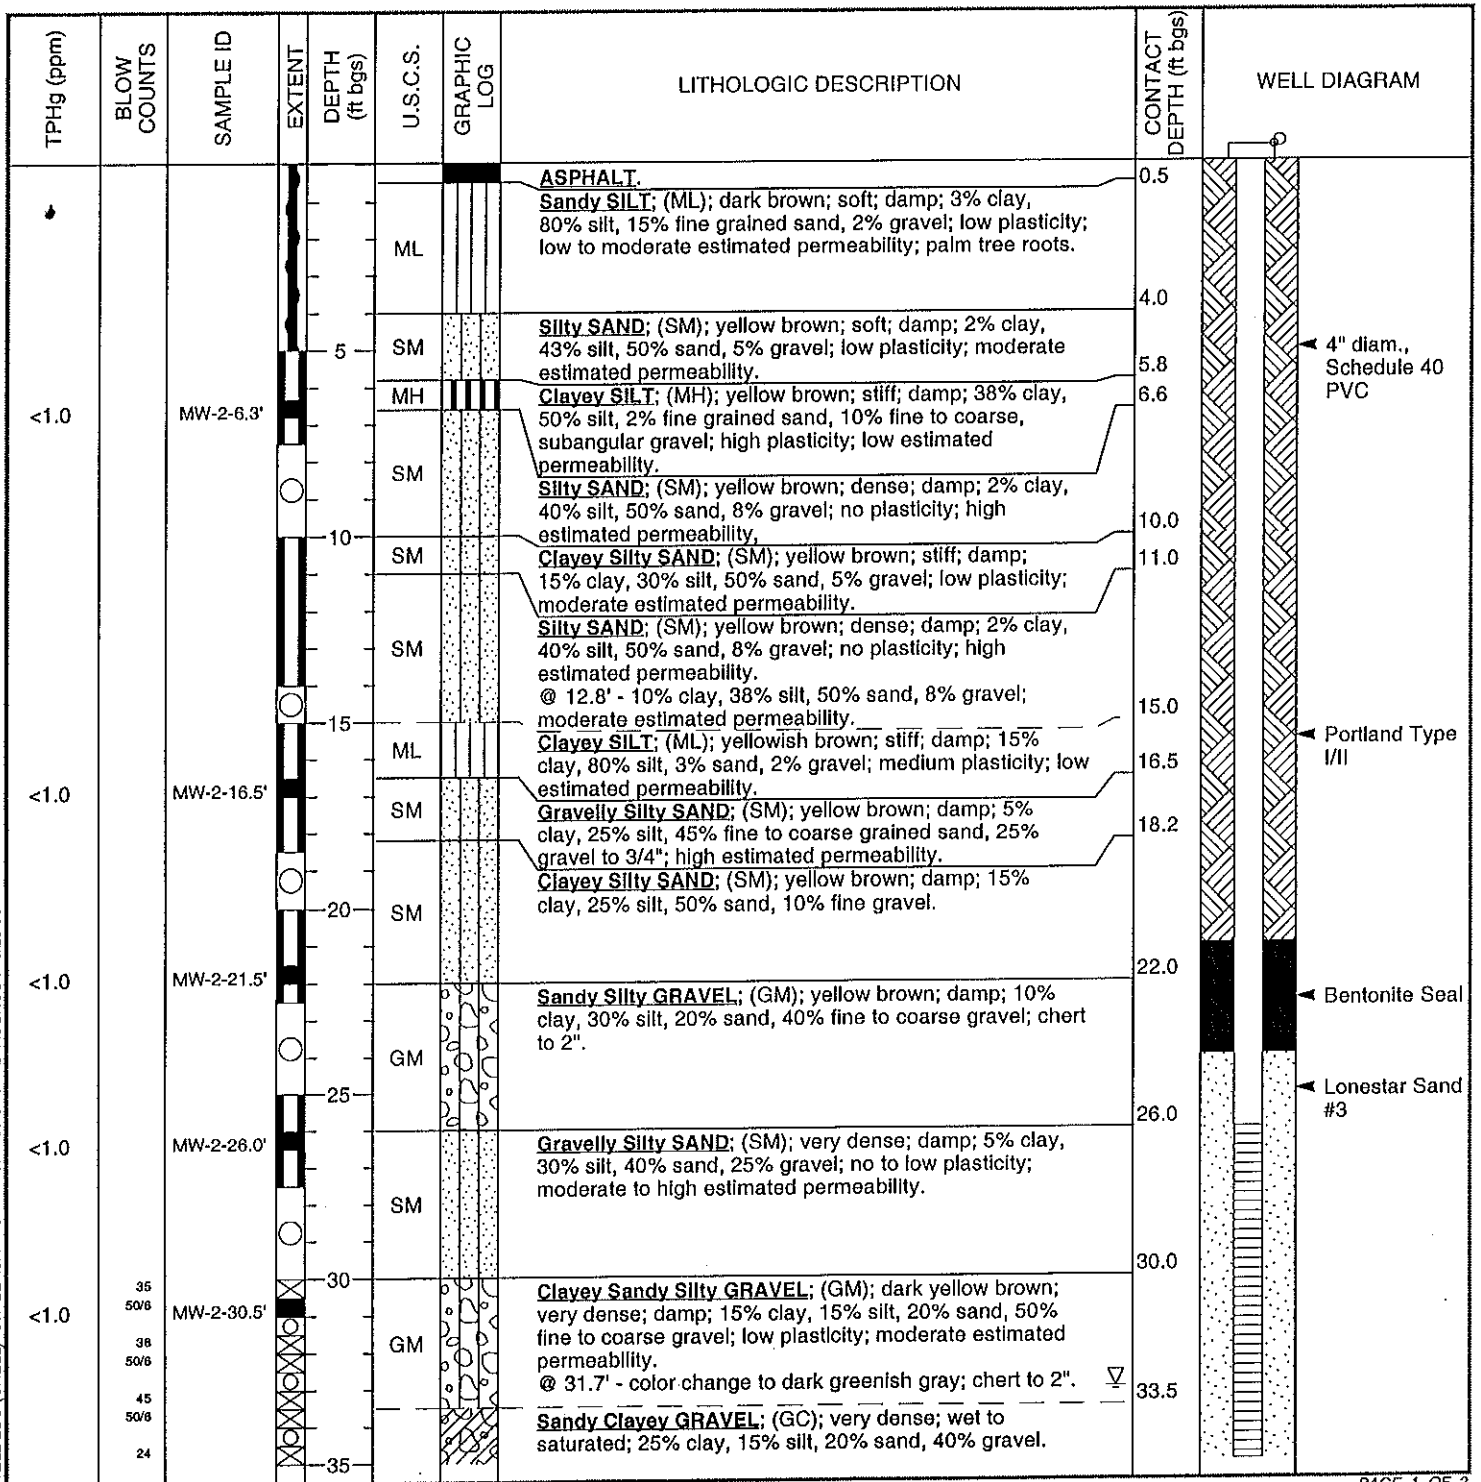 TPHg (ppm)
BLOW COUNTS
SAMPLE ID
EXTENT
DEPTH (ft bgs)
U.S.C.S.
GRAPHIC LOG
LITHOLOGIC DESCRIPTION
CONTACT DEPTH (ft bgs)
WELL DIAGRAM
ASPHALT.
0.5
Sandy SILT; (ML); dark brown; soft; damp; 3% clay,
80% silt, 15% fine grained sand, 2% gravel; low plasticity;
low to moderate estimated permeability; palm tree roots.
ML
4.0
Silty SAND; (SM); yellow brown; soft; damp; 2% clay,
43% silt, 50% sand, 5% gravel; low plasticity; moderate
estimated permeability.
SM
5
5.8
4" diam.,
Schedule 40
PVC
MH
Clayey SILT; (MH); yellow brown; stiff; damp; 38% clay,
50% silt, 2% fine grained sand, 10% fine to coarse,
subangular gravel; high plasticity; low estimated
permeability.
6.6
<1.0
MW-2-6.3'
SM
Silty SAND; (SM); yellow brown; dense; damp; 2% clay,
40% silt, 50% sand, 8% gravel; no plasticity; high
estimated permeability,
10.0
10
SM
Clayey Silty SAND; (SM); yellow brown; stiff; damp;
15% clay, 30% silt, 50% sand, 5% gravel; low plasticity;
moderate estimated permeability.
11.0
SM
Silty SAND; (SM); yellow brown; dense; damp; 2% clay,
40% silt, 50% sand, 8% gravel; no plasticity; high
estimated permeability.
@ 12.8' - 10% clay, 38% silt, 50% sand, 8% gravel;
moderate estimated permeability.
15.0
15
Portland Type
I/II
ML
Clayey SILT; (ML); yellowish brown; stiff; damp; 15%
clay, 80% silt, 3% sand, 2% gravel; medium plasticity; low
estimated permeability.
16.5
<1.0
MW-2-16.5'
SM
Gravelly Silty SAND; (SM); yellow brown; damp; 5%
clay, 25% silt, 45% fine to coarse grained sand, 25%
gravel to 3/4"; high estimated permeability.
18.2
Clayey Silty SAND; (SM); yellow brown; damp; 15%
clay, 25% silt, 50% sand, 10% fine gravel.
20
SM
22.0
<1.0
MW-2-21.5'
Sandy Silty GRAVEL; (GM); yellow brown; damp; 10%
clay, 30% silt, 20% sand, 40% fine to coarse gravel; chert
to 2".
Bentonite Seal
GM
25
Lonestar Sand
#3
26.0
<1.0
MW-2-26.0'
Gravelly Silty SAND; (SM); very dense; damp; 5% clay,
30% silt, 40% sand, 25% gravel; no to low plasticity;
moderate to high estimated permeability.
SM
30.0
30
35
50/6
<1.0
MW-2-30.5'
Clayey Sandy Silty GRAVEL; (GM); dark yellow brown;
very dense; damp; 15% clay, 15% silt, 20% sand, 50%
fine to coarse gravel; low plasticity; moderate estimated
permeability.
@ 31.7' - color change to dark greenish gray; chert to 2".
GM
36
50/6
33.5
45
50/6
24
Sandy Clayey GRAVEL; (GC); very dense; wet to
saturated; 25% clay, 15% silt, 20% sand, 40% gravel.
35